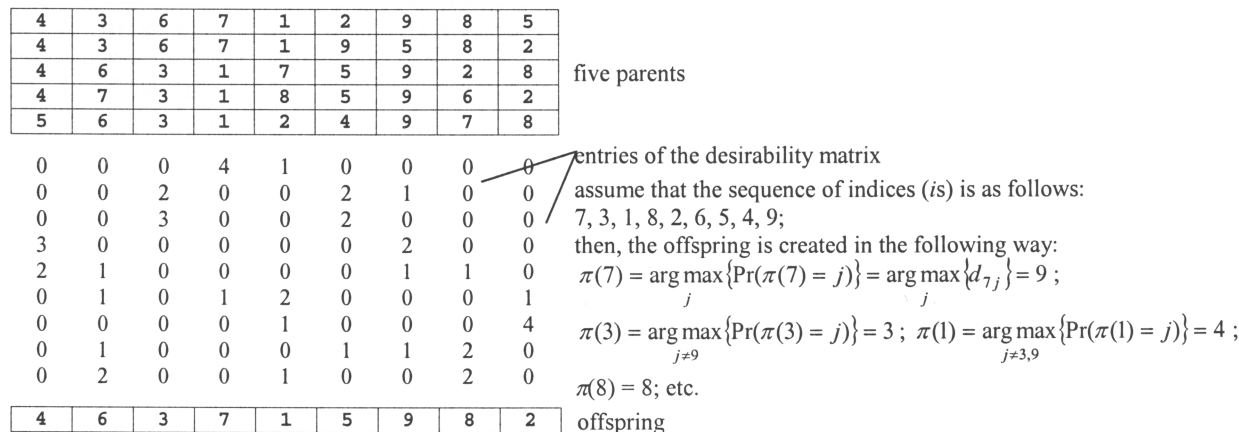 4 3 6 7 1 2 9 8 5
4 3 6 7 1 9 5 8 2
4 6 3 1 7 5 9 2 8
4 7 3 1 8 5 9 6 2
5 6 3 1 2 4 9 7 8
five parents
0 0 0 4 1 0 0 0 0
0 0 2 0 0 2 1 0 0
0 0 3 0 0 2 0 0 0
3 0 0 0 0 0 2 0 0
2 1 0 0 0 0 1 1 0
0 1 0 1 2 0 0 0 1
0 0 0 0 1 0 0 0 4
0 1 0 0 0 1 1 2 0
0 2 0 0 1 0 0 2 0
entries of the desirability matrix
assume that the sequence of indices (is) is as follows:
7, 3, 1, 8, 2, 6, 5, 4, 9;
then, the offspring is created in the following way:
π(7) = arg max{Pr(π(7) = j)} = arg max{d7j} = 9 ;
j j
π(3) = arg max{Pr(π(3) = j)} = 3 ; π(1) = arg max{Pr(π(1) = j)} = 4 ;
j≠9 j≠3,9
π(8) = 8; etc.
4 6 3 7 1 5 9 8 2
offspring